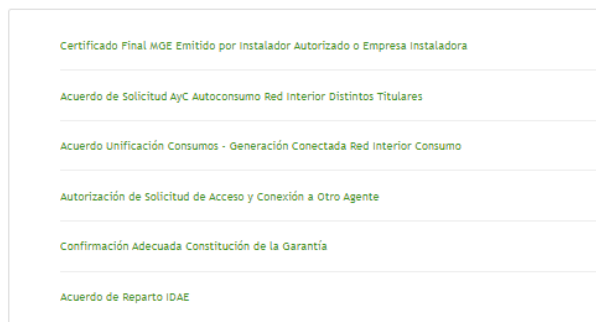 Certificado Final MGE Emitido por Instalador Autorizado o Empresa Instaladora
Acuerdo de Solicitud AyC Autoconsumo Red Interior Distintos Titulares
Acuerdo Unificación Consumos - Generación Conectada Red Interior Consumo
Autorización de Solicitud de Acceso y Conexión a Otro Agente
Confirmación Adecuada Constitución de la Garantía
Acuerdo de Reparto IDAE